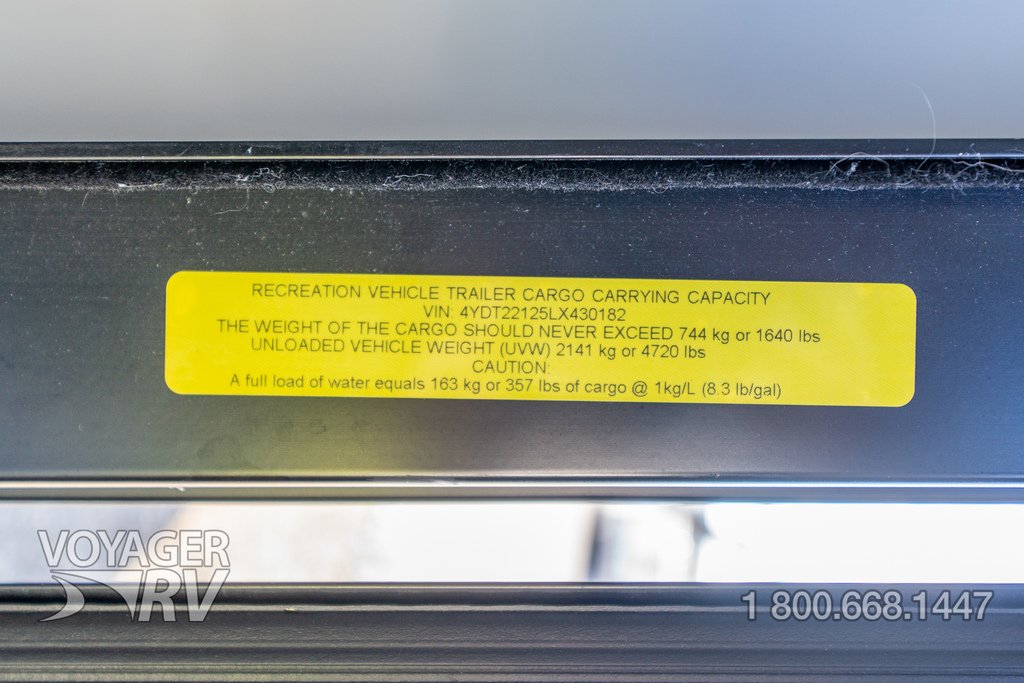 RECREATION VEHICLE TRAILER CARGO CARRYING CAPACITY
VIN: 4YDT22125LX430182
THE WEIGHT OF THE CARGO SHOULD NEVER EXCEED 744 kg or 1640 lbs
UNLOADED VEHICLE WEIGHT (UVW) 2141 kg or 4720 lbs
CAUTION:
A full load of water equals 163 kg or 357 lbs of cargo @ 1kg/L (8.3 lb/gal)
VOYAGER
RV
1 800.668.1447